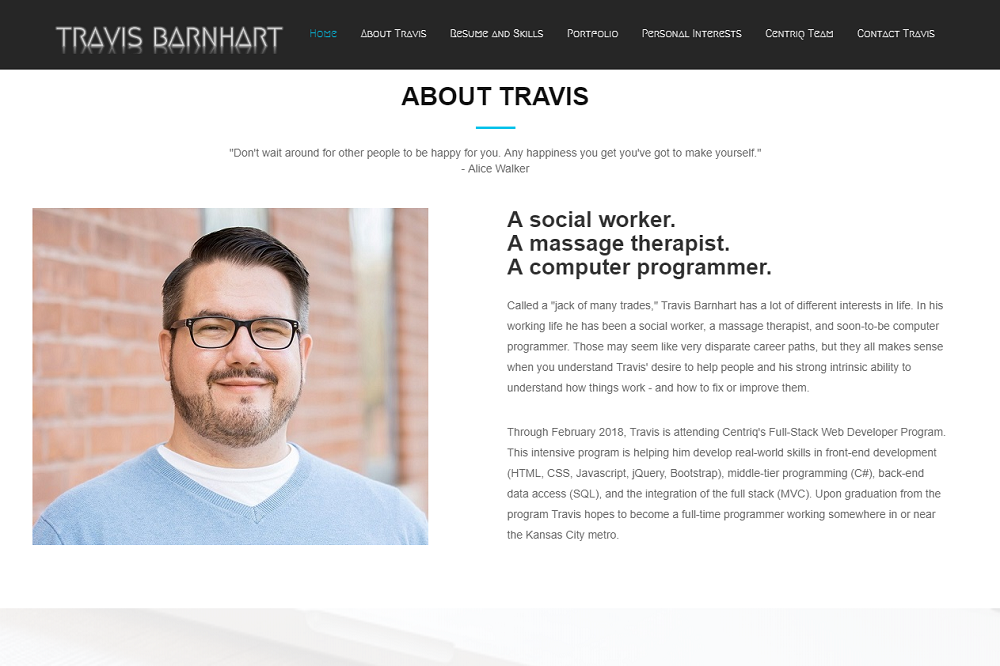 TRAVIS BARNHART
Home About Travis Resume and Skills Portfolio Personal Interests Centriq Team Contact Travis
ABOUT TRAVIS
"Don't wait around for other people to be happy for you. Any happiness you get you've got to make yourself."
- Alice Walker
A social worker.
A massage therapist.
A computer programmer.
Called a "jack of many trades," Travis Barnhart has a lot of different interests in life. In his
working life he has been a social worker, a massage therapist, and soon-to-be computer
programmer. Those may seem like very disparate career paths, but they all makes sense
when you understand Travis' desire to help people and his strong intrinsic ability to
understand how things work - and how to fix or improve them.
Through February 2018, Travis is attending Centriq's Full-Stack Web Developer Program.
This intensive program is helping him develop real-world skills in front-end development
(HTML, CSS, Javascript, jQuery, Bootstrap), middle-tier programming (C#), back-end
data access (SQL), and the integration of the full stack (MVC). Upon graduation from the
program Travis hopes to become a full-time programmer working somewhere in or near
the Kansas City metro.